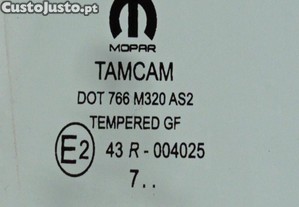 CustoJusto.pt
MOPAR
TAMCAM
DOT 766 M320 AS2
TEMPERED GF
E2 43 R - 004025
7 . .